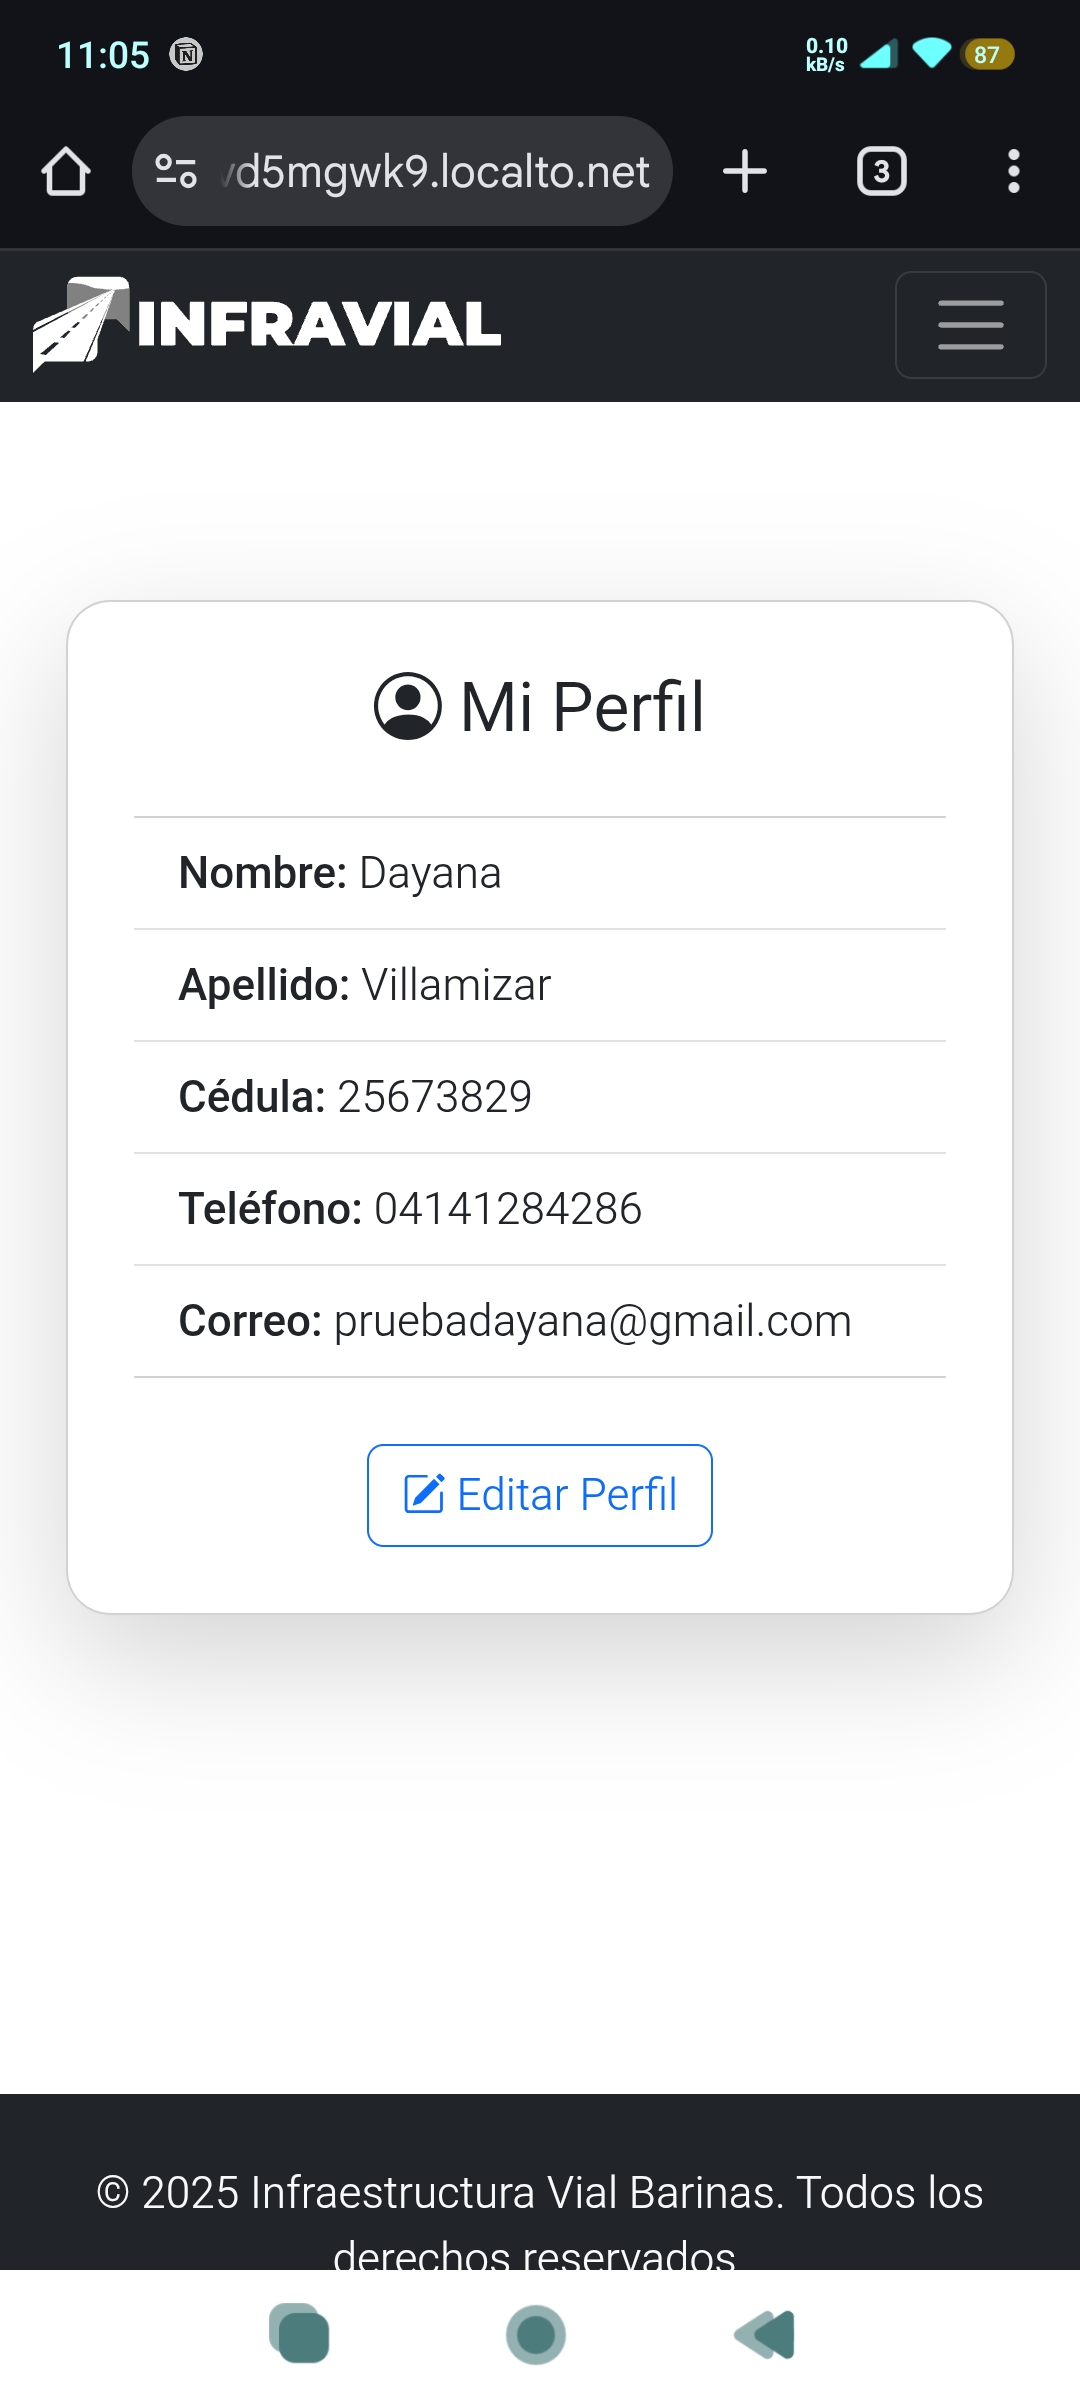 11:05
0.10
kB/s
87
vd5mgwk9.localto.net
3
INFRAVIAL
Mi Perfil
Nombre: Dayana
Apellido: Villamizar
Cédula: 25673829
Teléfono: 04141284286
Correo: pruebadayana@gmail.com
Editar Perfil
© 2025 Infraestructura Vial Barinas. Todos los
derechos reservados